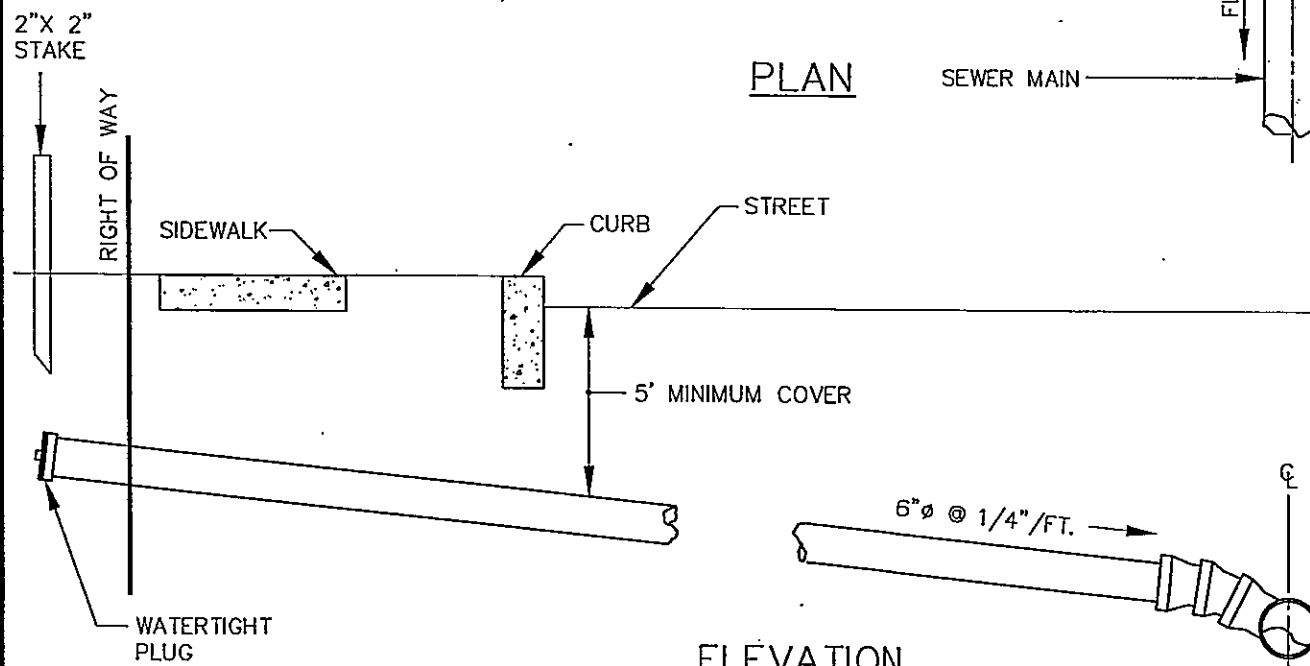 2"X 2"
STAKE
RIGHT OF WAY
PLAN
SEWER MAIN
SIDEWALK
CURB
STREET
5' MINIMUM COVER
6"ø @ 1/4"/FT.
℄
WATERTIGHT
PLUG
ELEVATION